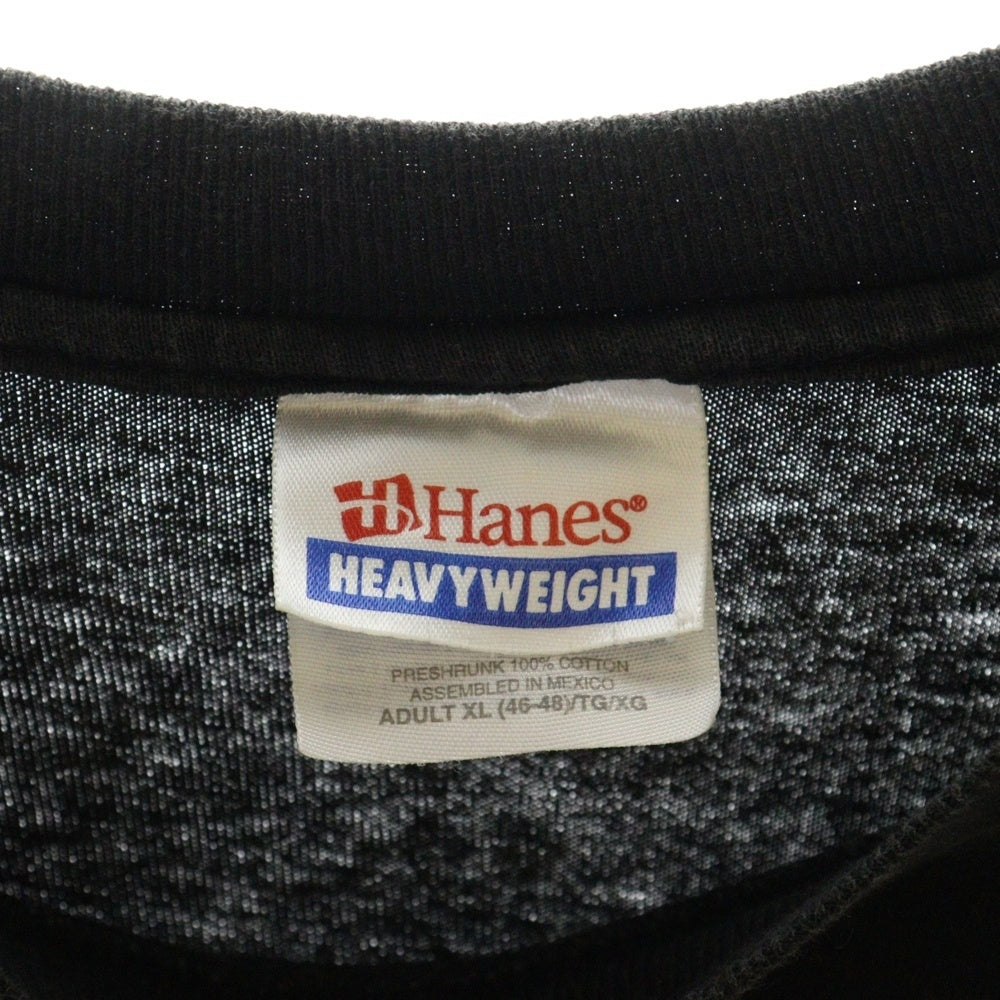 Hanes®
HEAVYWEIGHT
PRESHRUNK 100% COTTON
ASSEMBLED IN MEXICO
ADULT XL (46-48)/TG/XG